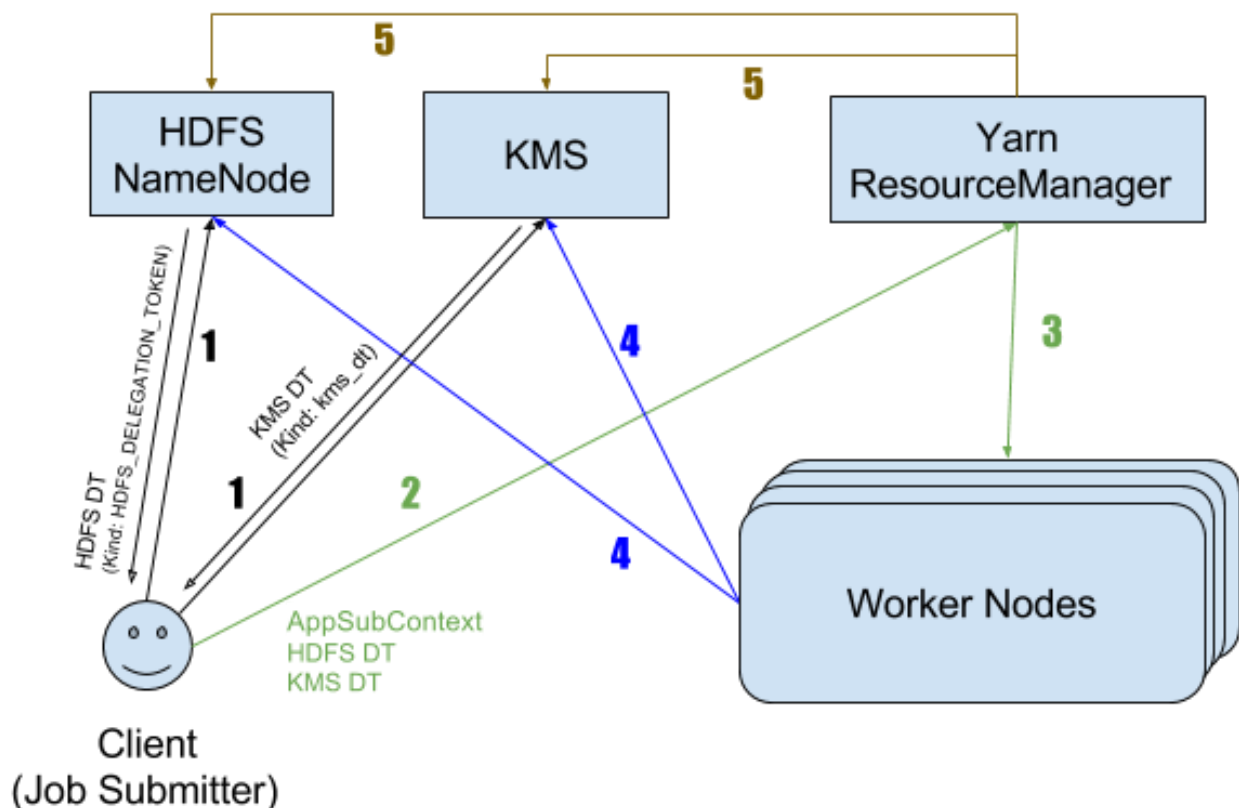 5
5
HDFS
NameNode
KMS
Yarn
ResourceManager
HDFS DT
(Kind: HDFS_DELEGATION_TOKEN)
1
KMS DT
(Kind: kms_dt)
1
4
3
2
4
AppSubContext
HDFS DT
KMS DT
Worker Nodes
Client
(Job Submitter)